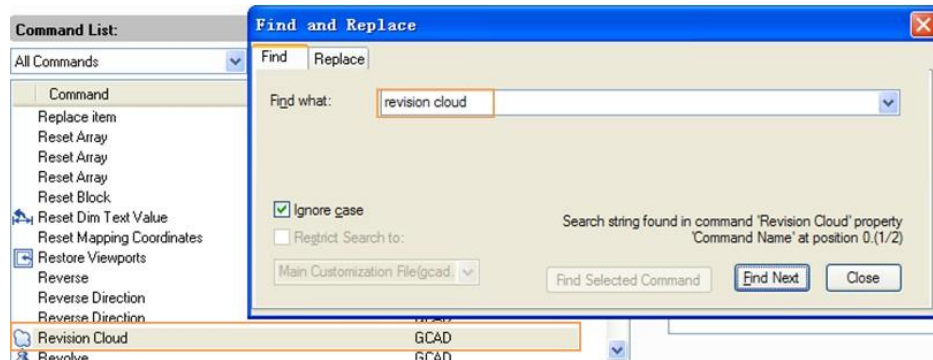 Command List:
All Commands
Command
Replace item
Reset Array
Reset Array
Reset Array
Reset Block
Reset Dim Text Value
Reset Mapping Coordinates
Restore Viewports
Reverse
Reverse Direction
Reverse Direction GCAD
Revision Cloud GCAD
Revolve GCAD
Find and Replace
Find Replace
Find what: revision cloud
Ignore case
Restrict Search to:
Main Customization File(gcad.
Search string found in command 'Revision Cloud' property
'Command Name' at position 0.(1/2)
Find Selected Command Find Next Close